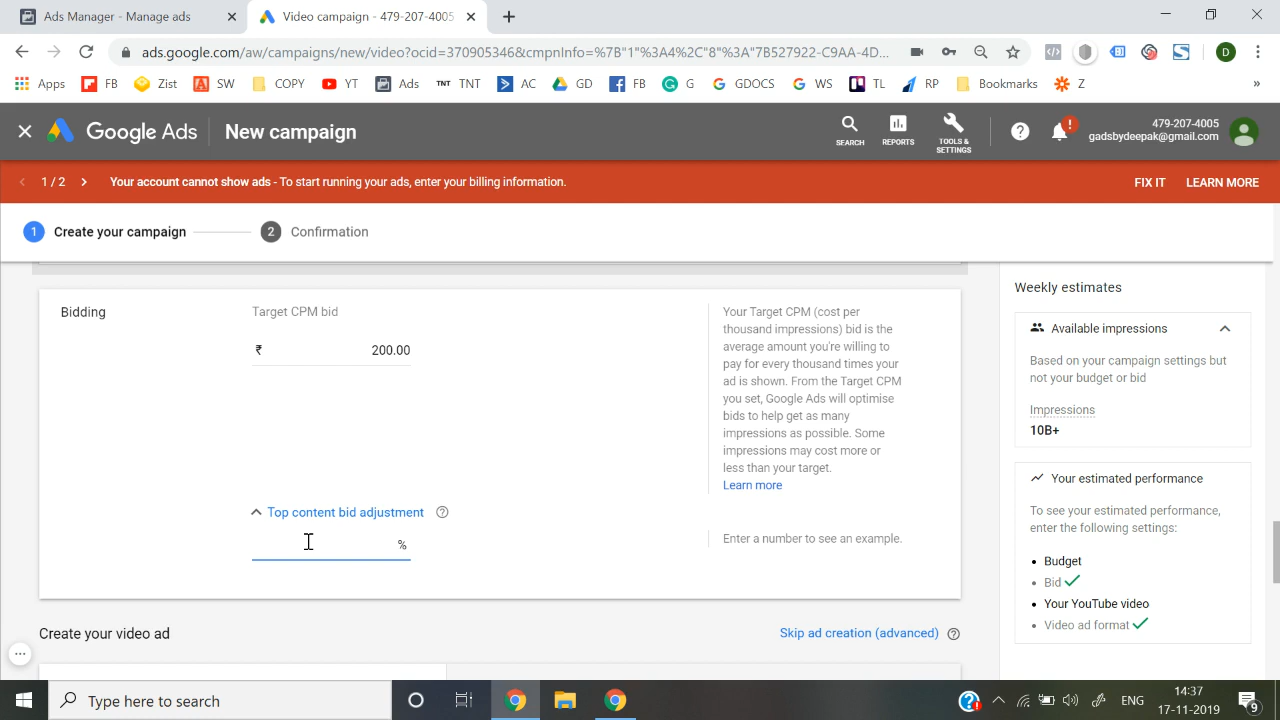 Ads Manager - Manage ads
Video campaign - 479-207-4005
ads.google.com/aw/campaigns/new/video?ocid=370905346&cmpnInfo=%7B"1"%3A4%2C"8"%3A"7B527922-C9AA-4D...
D
Apps FB Zist SW COPY YT Ads TNT TNT AC GD FB G GDOCS WS TL RP Bookmarks Z »
Google Ads New campaign
SEARCH
REPORTS
TOOLS & SETTINGS
479-207-4005
gadsbydeepak@gmail.com
1 / 2 Your account cannot show ads - To start running your ads, enter your billing information. FIX IT LEARN MORE
1 Create your campaign 2 Confirmation
Bidding
Target CPM bid
₹ 200.00
Your Target CPM (cost per
thousand impressions) bid is the
average amount you're willing to
pay for every thousand times your
ad is shown. From the Target CPM
you set, Google Ads will optimise
bids to help get as many
impressions as possible. Some
impressions may cost more or
less than your target.
Learn more
Top content bid adjustment
%
Enter a number to see an example.
Create your video ad
Skip ad creation (advanced)
Weekly estimates
Available impressions
Based on your campaign settings but
not your budget or bid
Impressions
10B+
Your estimated performance
To see your estimated performance,
enter the following settings:
• Budget
• Bid
• Your YouTube video
• Video ad format
Type here to search
ENG
14:37
17-11-2019
9